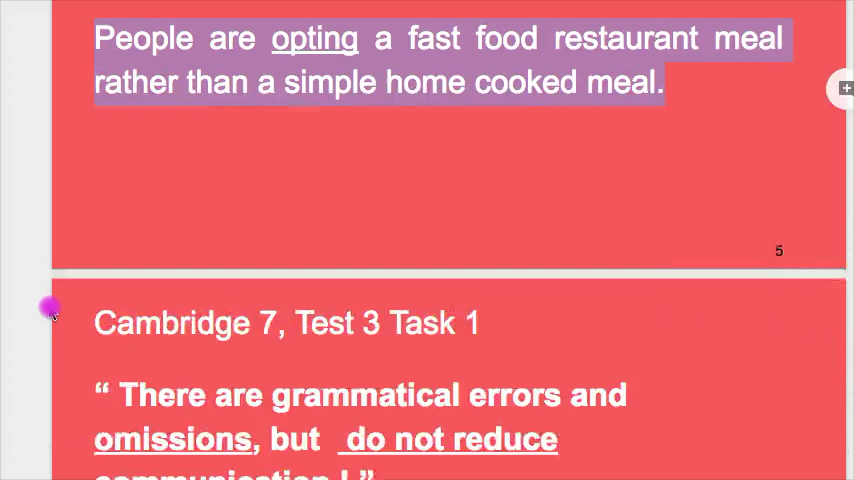 People are opting a fast food restaurant meal
rather than a simple home cooked meal.
5
Cambridge 7, Test 3 Task 1
“ There are grammatical errors and
omissions, but do not reduce
communication ! ”